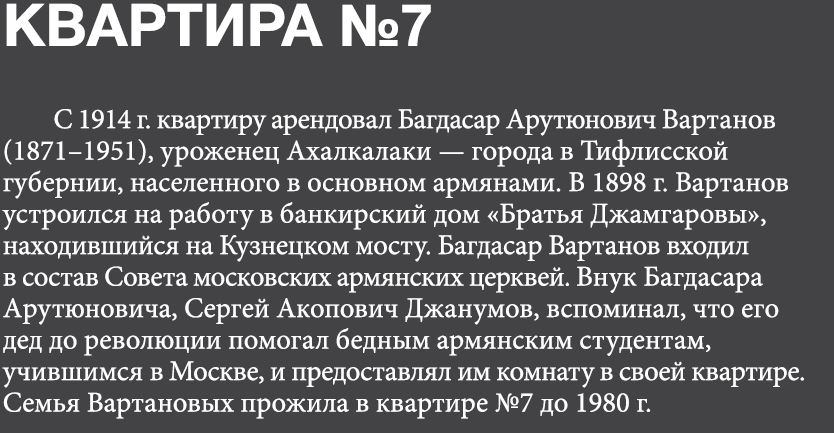 КВАРТИРА №7
С 1914 г. квартиру арендовал Багдасар Арутюнович Вартанов
(1871–1951), уроженец Ахалкалаки — города в Тифлисской
губернии, населенного в основном армянами. В 1898 г. Вартанов
устроился на работу в банкирский дом «Братья Джамгаровы»,
находившийся на Кузнецком мосту. Багдасар Вартанов входил
в состав Совета московских армянских церквей. Внук Багдасара
Арутюновича, Сергей Акопович Джанумов, вспоминал, что его
дед до революции помогал бедным армянским студентам,
учившимся в Москве, и предоставлял им комнату в своей квартире.
Семья Вартановых прожила в квартире №7 до 1980 г.